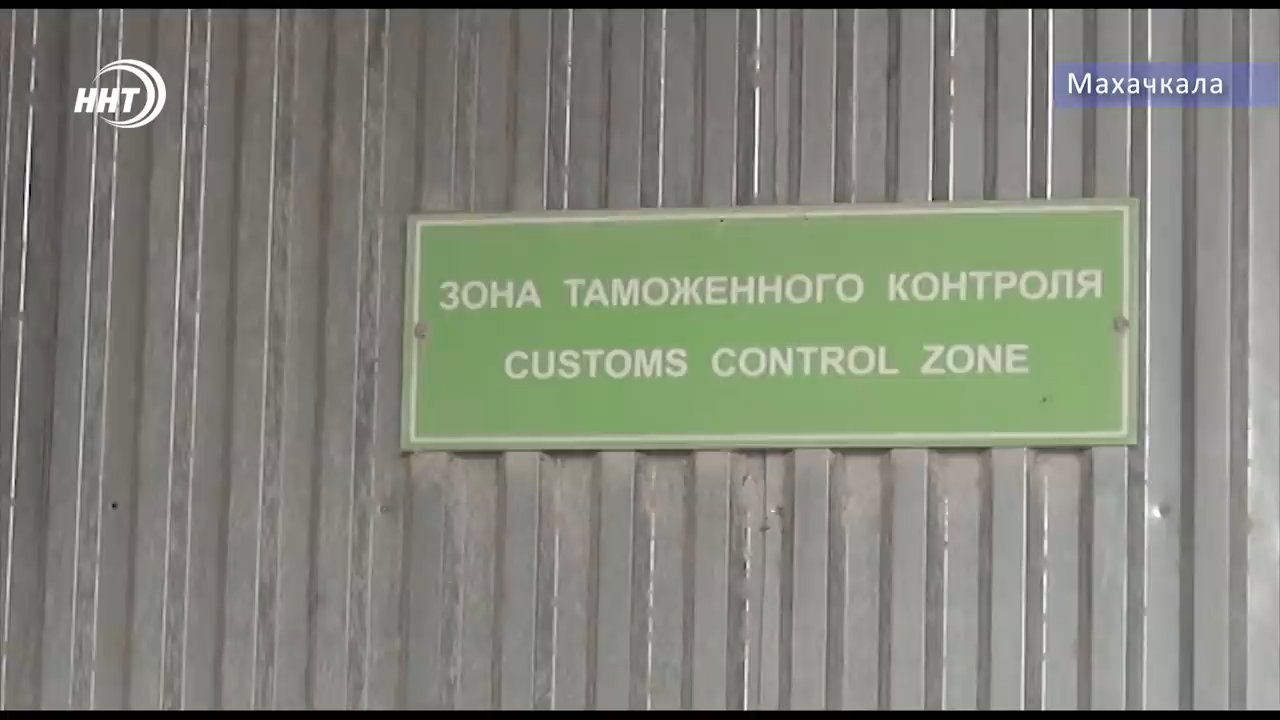 ННТ
Махачкала
ЗОНА ТАМОЖЕННОГО КОНТРОЛЯ
CUSTOMS CONTROL ZONE